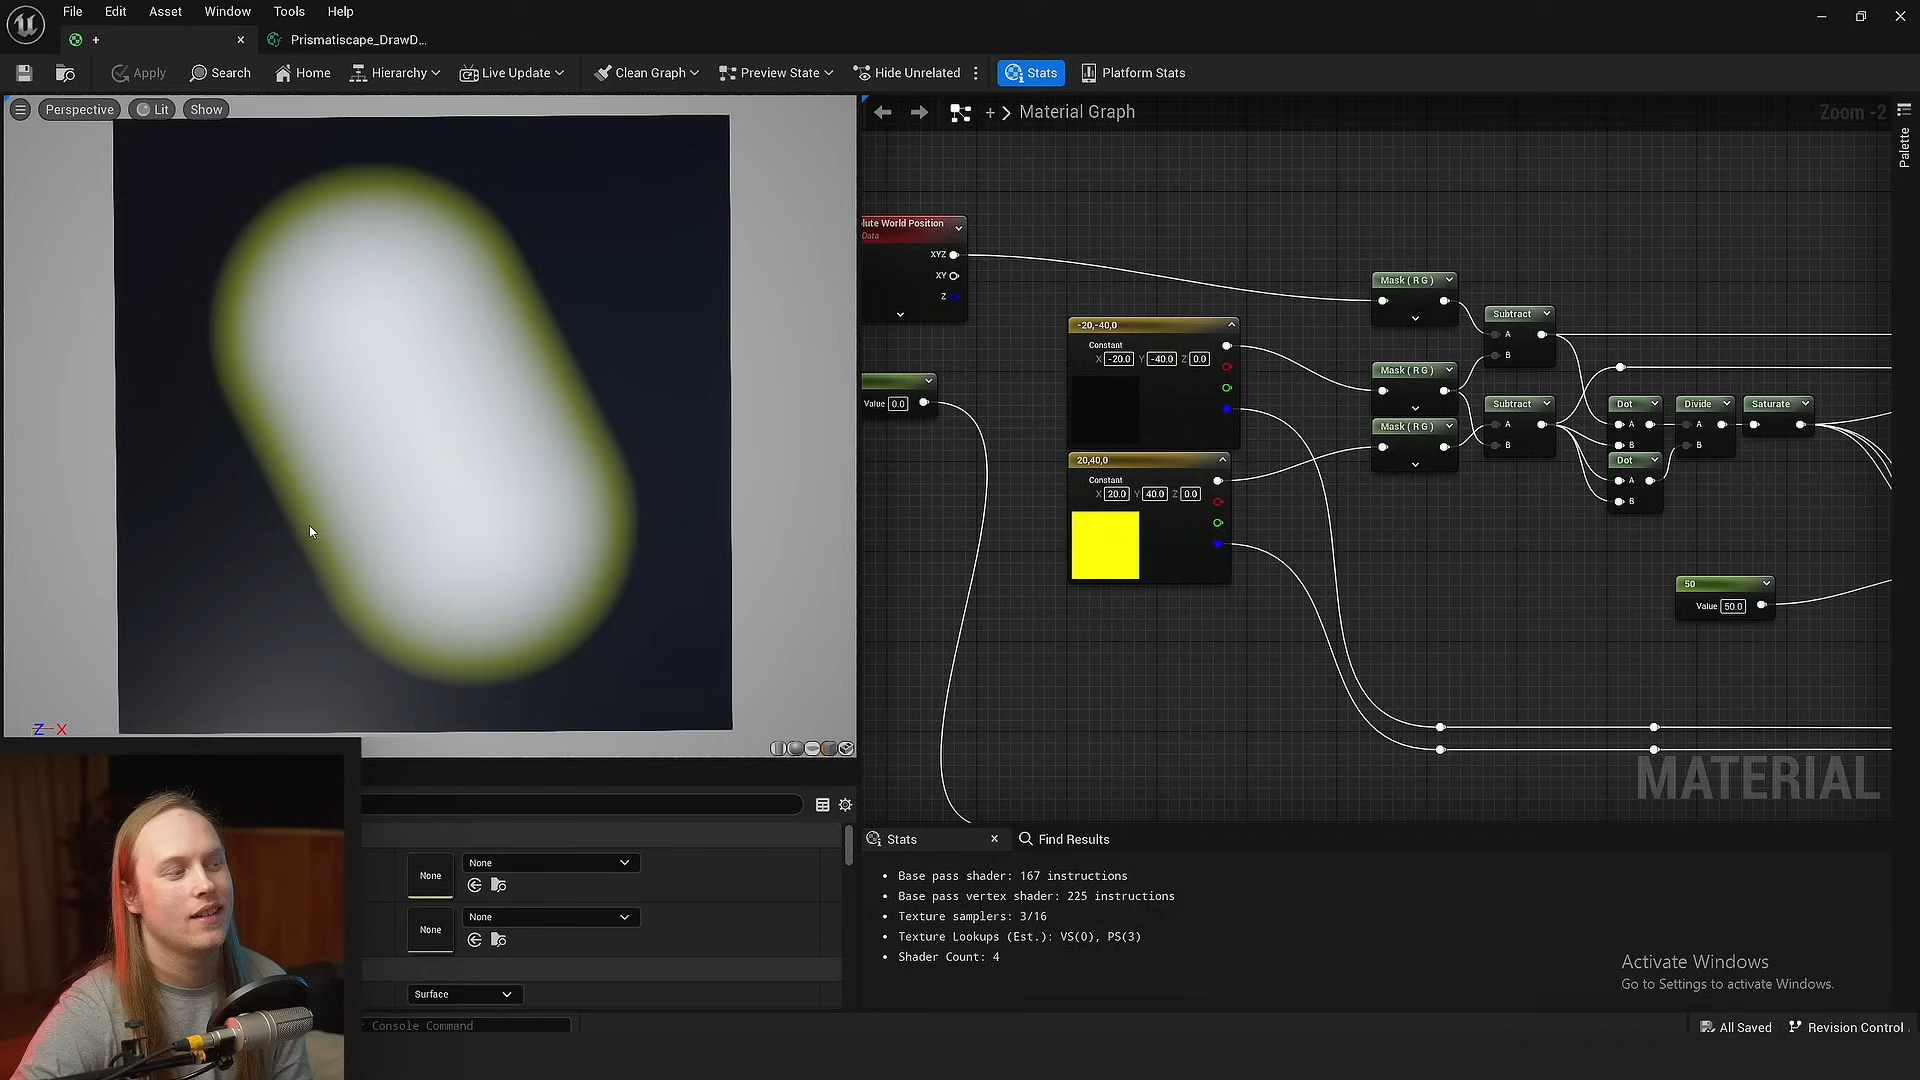 File Edit Asset Window Tools Help
+
Prismatiscape_DrawD...
Apply Search Home Hierarchy Live Update Clean Graph Preview State Hide Unrelated Stats Platform Stats
Perspective Lit Show
+ > Material Graph
Zoom -2
Palette
lute World Position
Data
XYZ
XY
Z
Value 0.0
-20,-40,0
Constant
X -20.0 Y -40.0 Z 0.0
20,40,0
Constant
X 20.0 Y 40.0 Z 0.0
Mask ( R G )
Mask ( R G )
Mask ( R G )
Subtract
A
B
Subtract
A
B
Dot
A
B
Dot
A
B
Divide
A
B
Saturate
50
Value 50.0
MATERIAL
Z X
None
None
None
None
Surface
Console Command
Stats
Find Results
Base pass shader: 167 instructions
Base pass vertex shader: 225 instructions
Texture samplers: 3/16
Texture Lookups (Est.): VS(0), PS(3)
Shader Count: 4
Activate Windows
Go to Settings to activate Windows.
All Saved Revision Control